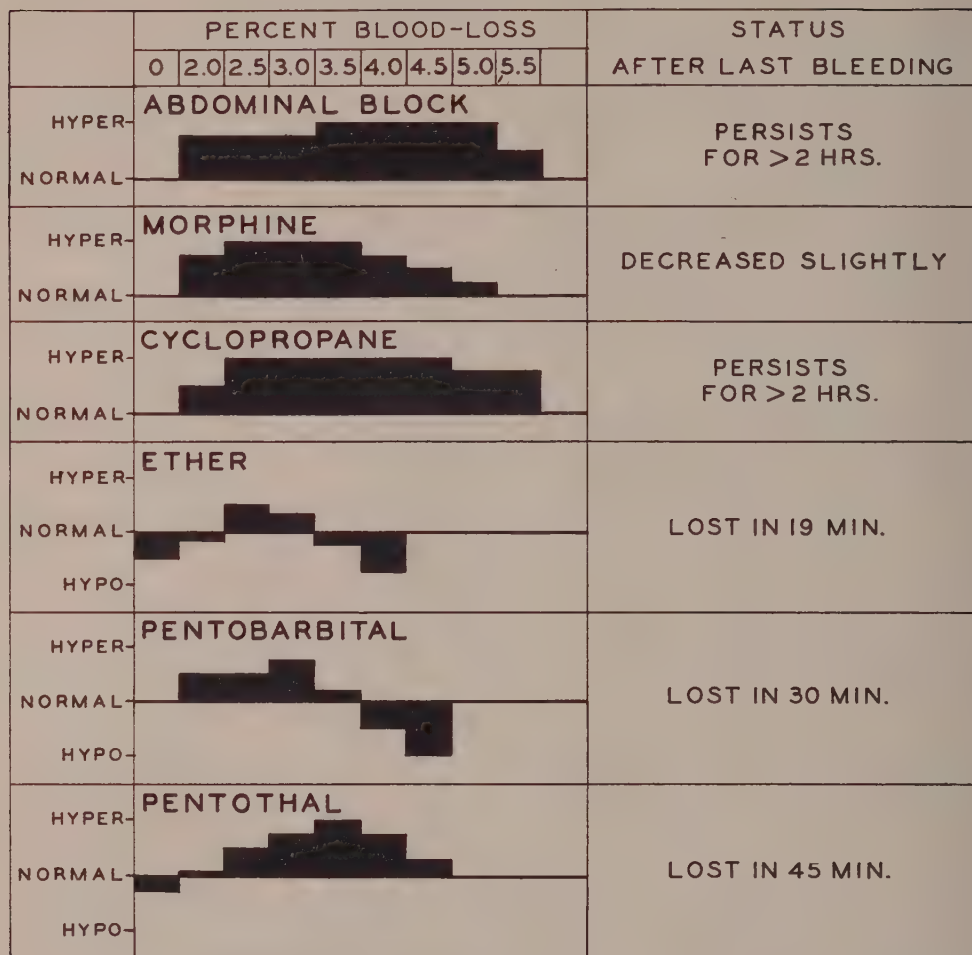 PERCENT BLOOD-LOSS
STATUS
AFTER LAST BLEEDING
0 2.0 2.5 3.0 3.5 4.0 4.5 5.0 5.5
ABDOMINAL BLOCK
HYPER
NORMAL
PERSISTS
FOR > 2 HRS.
MORPHINE
HYPER
NORMAL
DECREASED SLIGHTLY
CYCLOPROPANE
HYPER
NORMAL
PERSISTS
FOR > 2 HRS.
ETHER
HYPER
NORMAL
HYPO
LOST IN 19 MIN.
PENTOBARBITAL
HYPER
NORMAL
HYPO
LOST IN 30 MIN.
PENTOTHAL
HYPER
NORMAL
HYPO
LOST IN 45 MIN.